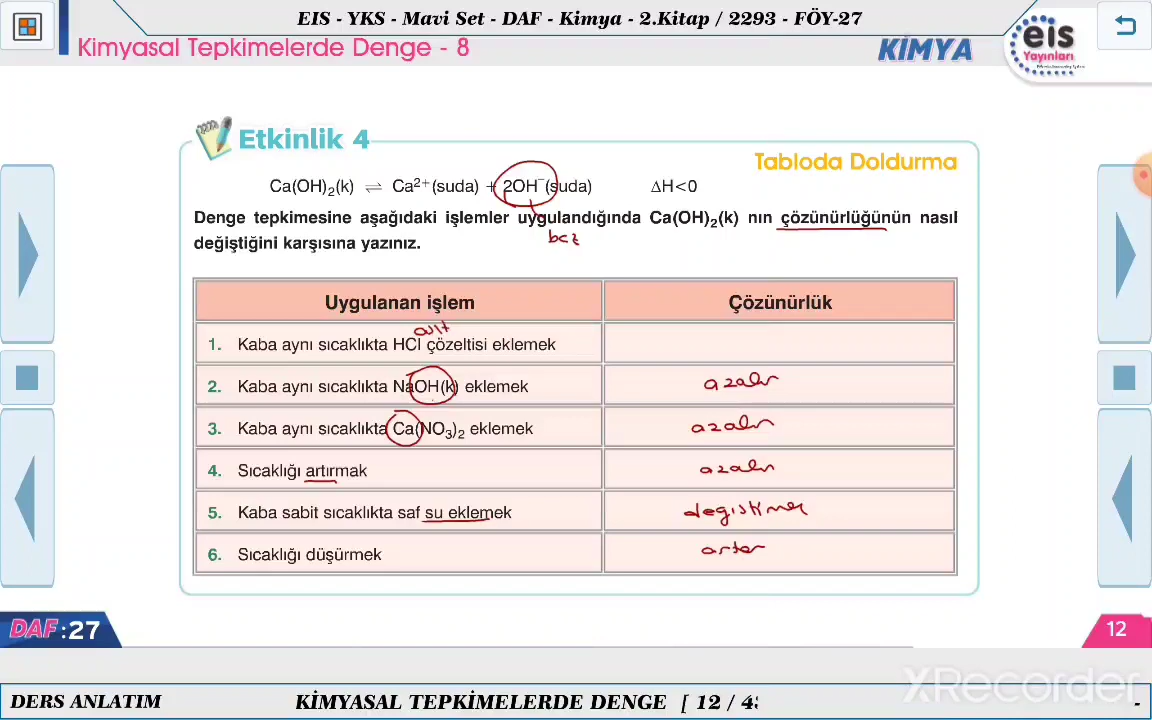 EIS - YKS - Mavi Set - DAF - Kimya - 2.Kitap / 2293 - FÖY-27
Kimyasal Tepkimelerde Denge - 8
KİMYA
eis
Yayınları
Etkinlik 4
Tabloda Doldurma
Ca(OH)₂(k) ⇌ Ca²⁺(suda) + 2OH⁻(suda) ΔH<0
Denge tepkimesine aşağıdaki işlemler uygulandığında Ca(OH)₂(k) nın çözünürlüğünün nasıl
değiştiğini karşısına yazınız.
baz
Uygulanan işlem Çözünürlük
asit
1. Kaba aynı sıcaklıkta HCl çözeltisi eklemek
2. Kaba aynı sıcaklıkta NaOH(k) eklemek azalır
3. Kaba aynı sıcaklıkta Ca(NO₃)₂ eklemek azalır
4. Sıcaklığı artırmak azalır
5. Kaba sabit sıcaklıkta saf su eklemek değişmez
6. Sıcaklığı düşürmek artar
DAF:27
12
XRecorder
DERS ANLATIM KİMYASAL TEPKİMELERDE DENGE [ 12 / 4 -